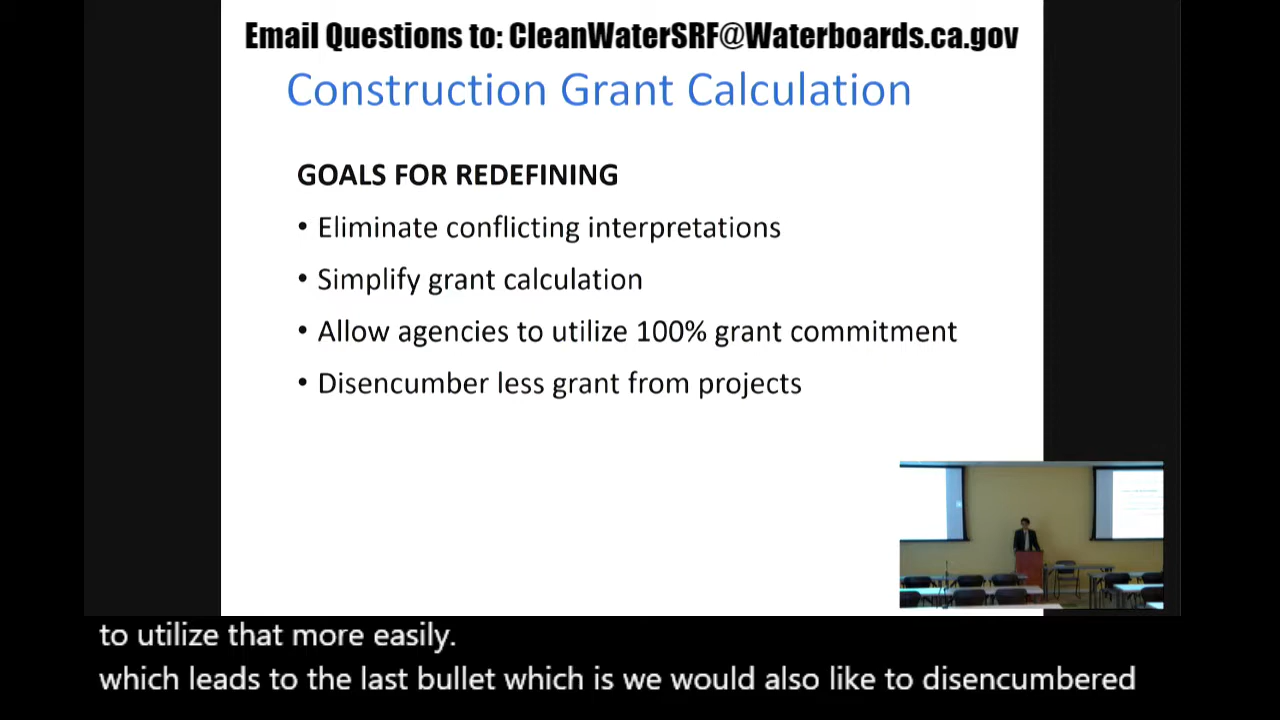 Email Questions to: CleanWaterSRF@Waterboards.ca.gov
Construction Grant Calculation
GOALS FOR REDEFINING
• Eliminate conflicting interpretations
• Simplify grant calculation
• Allow agencies to utilize 100% grant commitment
• Disencumber less grant from projects
to utilize that more easily.
which leads to the last bullet which is we would also like to disencumbered